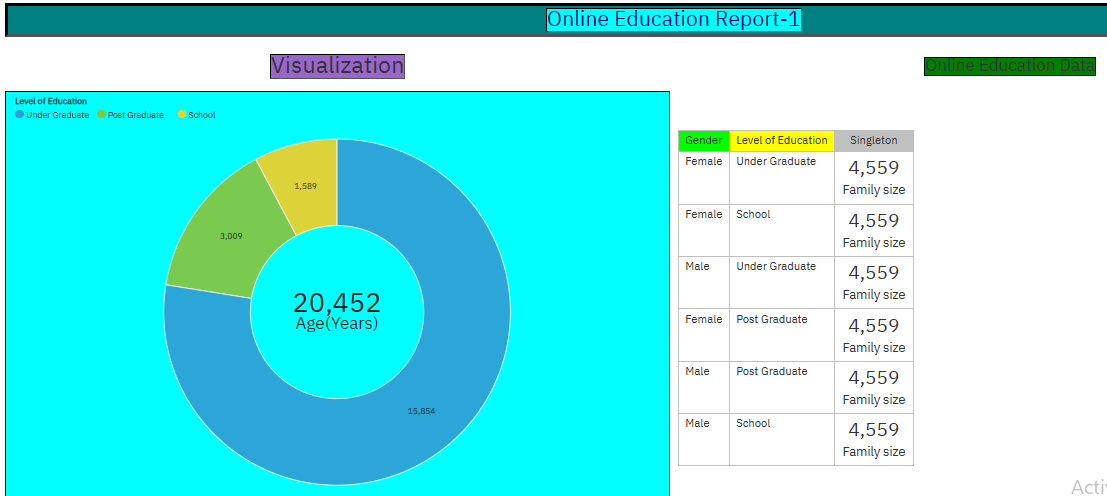 Online Education Report-1
Visualization
Online Education Data
Level of Education
Under Graduate Post Graduate School
1,589
3,009
20,452
Age(Years)
15,854
Gender Level of Education Singleton
Female Under Graduate 4,559
Family size
Female School 4,559
Family size
Male Under Graduate 4,559
Family size
Female Post Graduate 4,559
Family size
Male Post Graduate 4,559
Family size
Male School 4,559
Family size
Activ